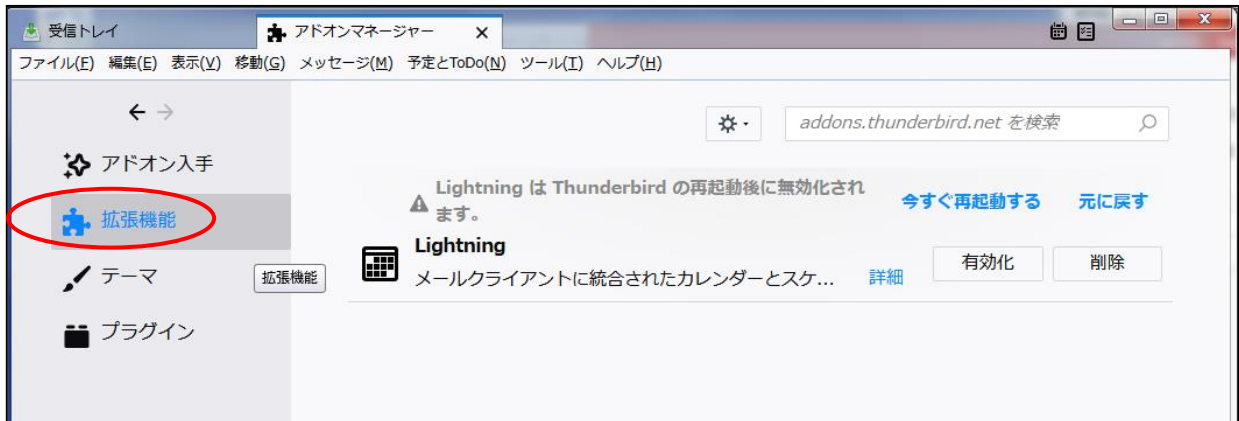 受信トレイ
アドオンマネージャー
ファイル(F) 編集(E) 表示(V) 移動(G) メッセージ(M) 予定とToDo(N) ツール(T) ヘルプ(H)
addons.thunderbird.net を検索
アドオン入手
拡張機能
テーマ
拡張機能
プラグイン
Lightning は Thunderbird の再起動後に無効化され
ます。
今すぐ再起動する 元に戻す
Lightning
メールクライアントに統合されたカレンダーとスケ... 詳細
有効化 削除